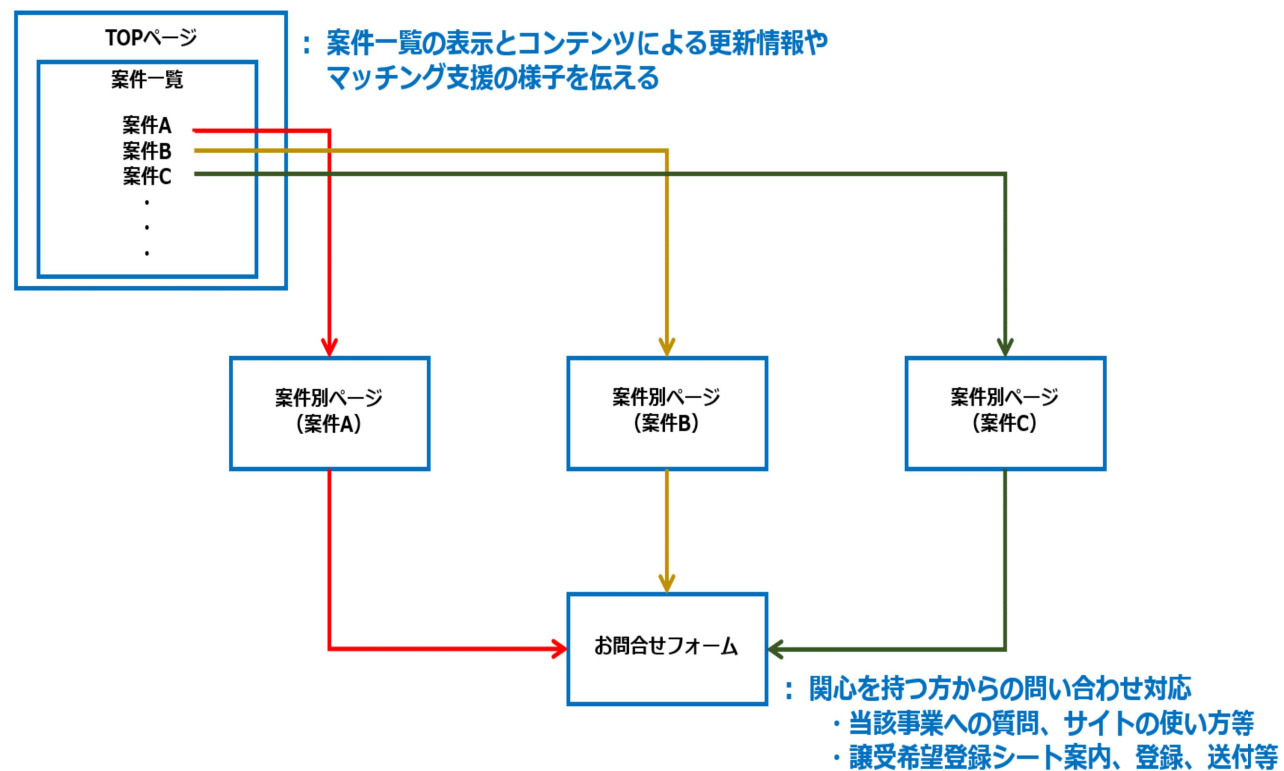 TOPページ
： 案件一覧の表示とコンテンツによる更新情報や
マッチング支援の様子を伝える
案件一覧
案件A
案件B
案件C
・
・
・
案件別ページ
（案件A）
案件別ページ
（案件B）
案件別ページ
（案件C）
お問合せフォーム
： 関心を持つ方からの問い合わせ対応
・当該事業への質問、サイトの使い方等
・譲受希望登録シート案内、登録、送付等